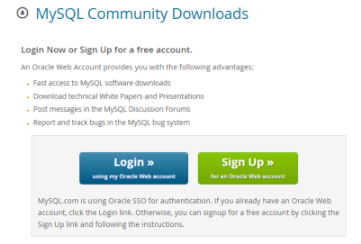 MySQL Community Downloads
Login Now or Sign Up for a free account.
An Oracle Web Account provides you with the following advantages:
Fast access to MySQL software downloads
Download technical White Papers and Presentations
Post messages in the MySQL Discussion Forums
Report and track bugs in the MySQL bug system
Login »
using my Oracle Web account
Sign Up »
for an Oracle Web account
MySQL.com is using Oracle SSO for authentication. If you already have an Oracle Web
account, click the Login link. Otherwise, you can signup for a free account by clicking the
Sign Up link and following the instructions.